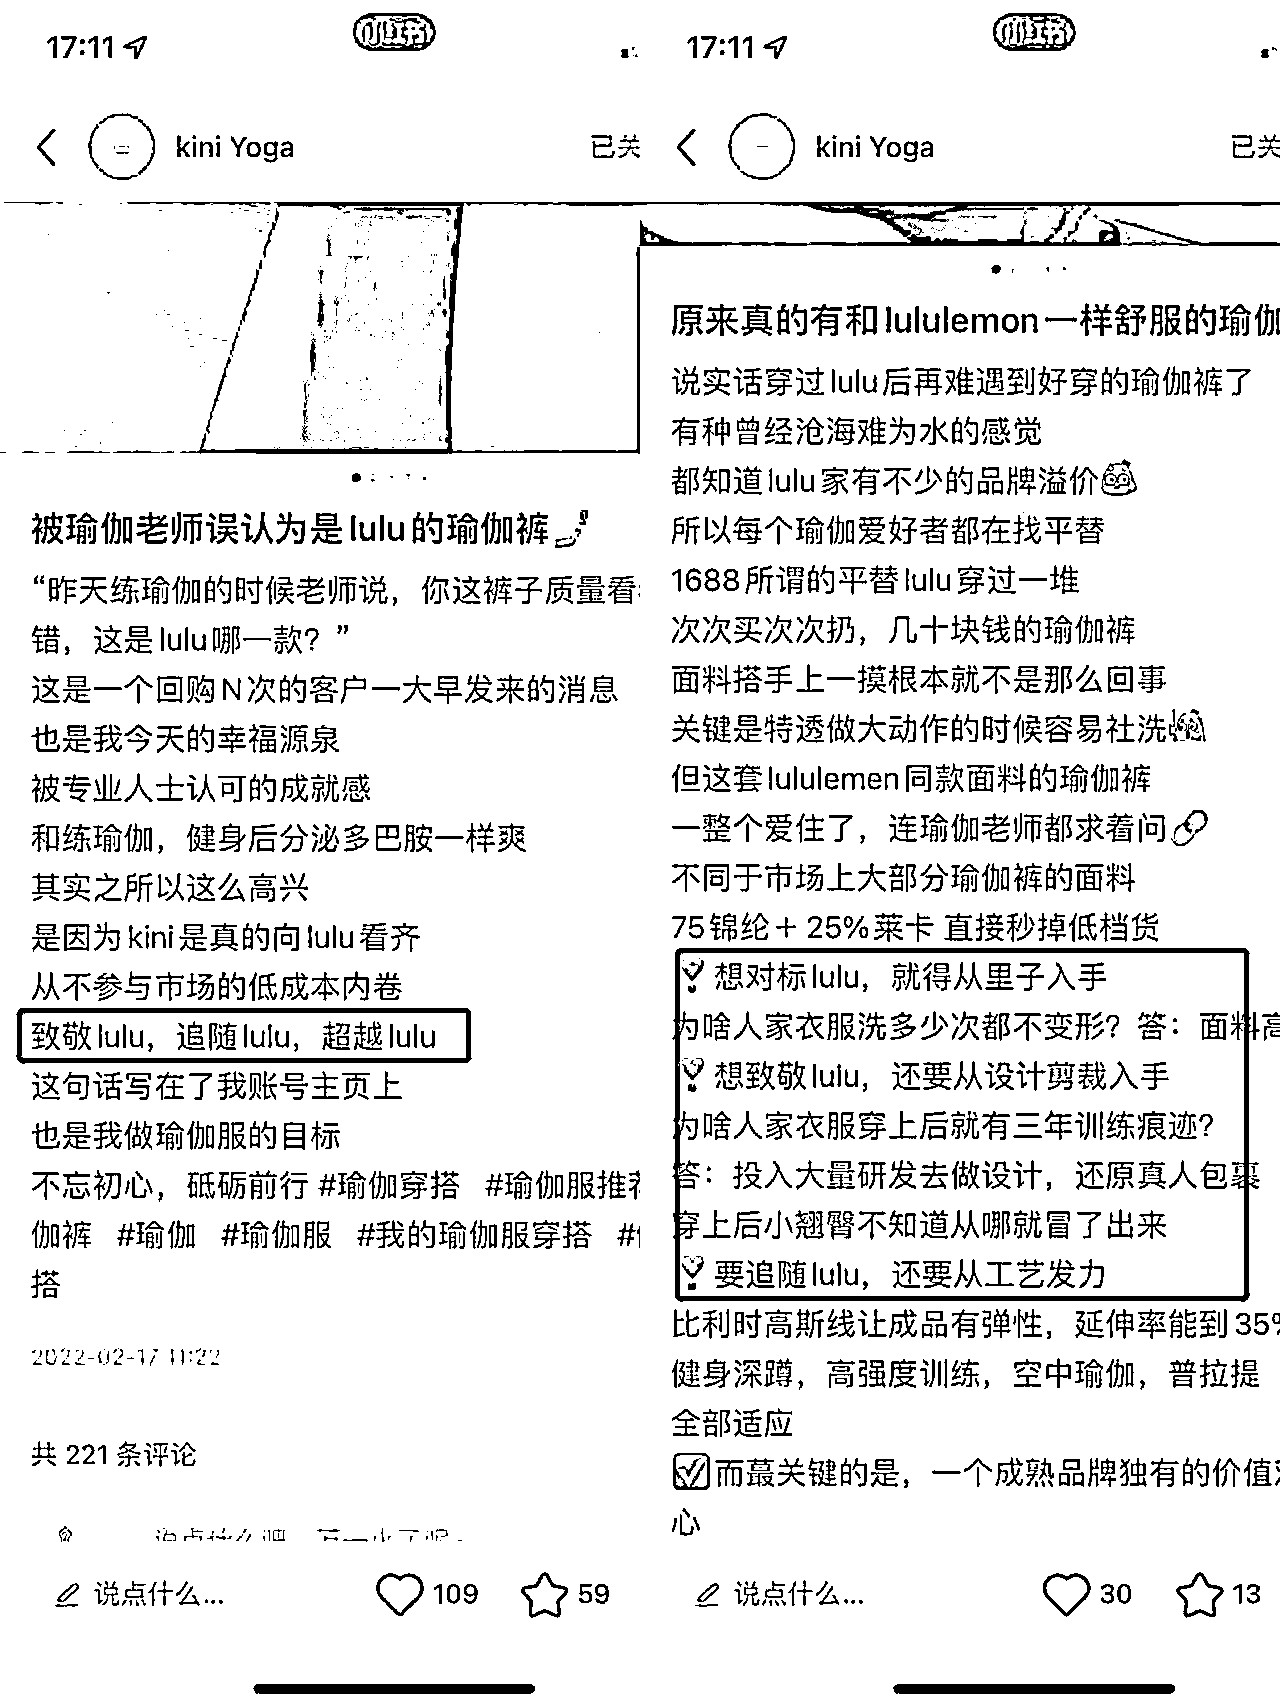 17:11
小红书
kini Yoga
已关
被瑜伽老师误认为是lulu的瑜伽裤
“昨天练瑜伽的时候老师说，你这裤子质量看
错，这是lulu哪一款？”
这是一个回购N次的客户一大早发来的消息
也是我今天的幸福源泉
被专业人士认可的成就感
和练瑜伽，健身后分泌多巴胺一样爽
其实之所以这么高兴
是因为kini是真的向lulu看齐
从不参与市场的低成本内卷
致敬lulu，追随lulu，超越lulu
这句话写在了我账号主页上
也是我做瑜伽服的目标
不忘初心，砥砺前行 #瑜伽穿搭 #瑜伽服推荐
伽裤 #瑜伽 #瑜伽服 #我的瑜伽服穿搭 #
搭
2022-02-17 11:22
共 221 条评论
说点什么...
109
59
17:11
小红书
kini Yoga
已关
原来真的有和lululemon一样舒服的瑜伽
说实话穿过lulu后再难遇到好穿的瑜伽裤了
有种曾经沧海难为水的感觉
都知道lulu家有不少的品牌溢价
所以每个瑜伽爱好者都在找平替
1688所谓的平替lulu穿过一堆
次次买次次扔，几十块钱的瑜伽裤
面料搭手上一摸根本就不是那么回事
关键是特透做大动作的时候容易社洗
但这套lululemen同款面料的瑜伽裤
一整个爱住了，连瑜伽老师都求着问🔗
不同于市场上大部分瑜伽裤的面料
75锦纶＋25%莱卡 直接秒掉低档货
想对标lulu，就得从里子入手
为啥人家衣服洗多少次都不变形？答：面料高
想致敬lulu，还要从设计剪裁入手
为啥人家衣服穿上后就有三年训练痕迹？
答：投入大量研发去做设计，还原真人包裹
穿上后小翘臀不知道从哪就冒了出来
要追随lulu，还要从工艺发力
比利时高斯线让成品有弹性，延伸率能到35%
健身深蹲，高强度训练，空中瑜伽，普拉提
全部适应
✅而蕞关键的是，一个成熟品牌独有的价值观
心
说点什么...
30
13